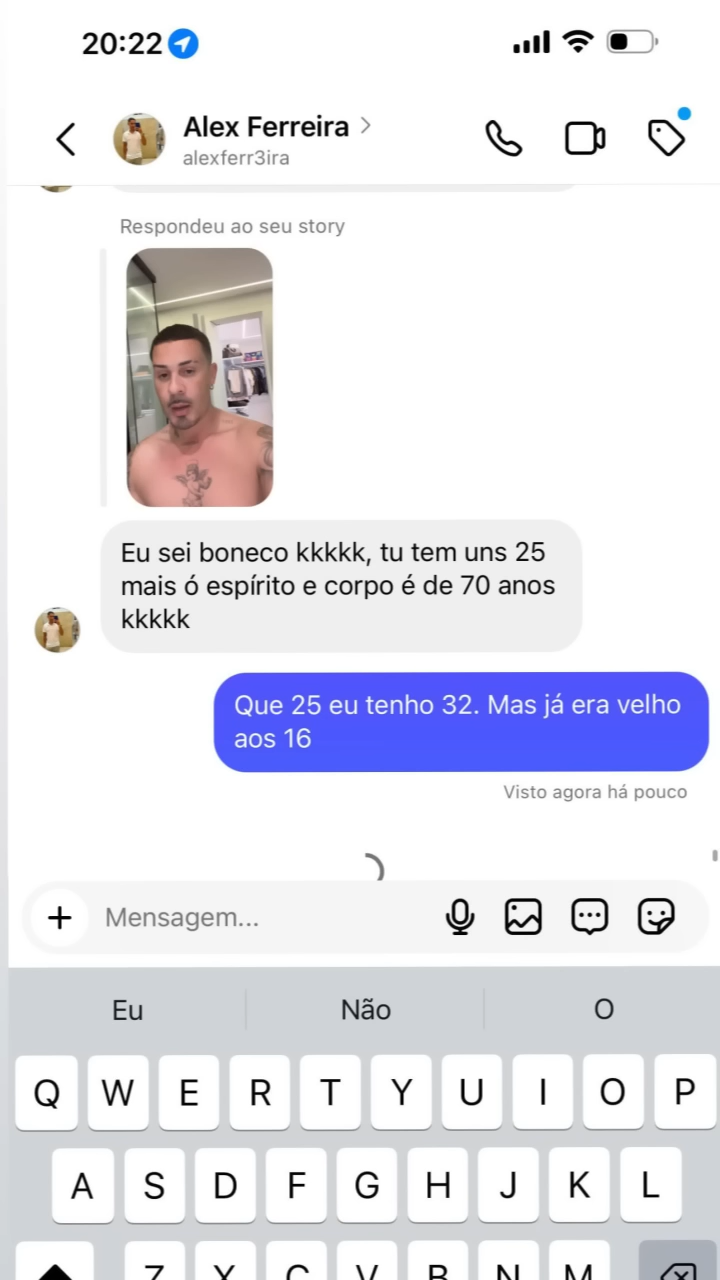 20:22
Alex Ferreira
alexferr3ira
Respondeu ao seu story
Eu sei boneco kkkkk, tu tem uns 25
mais ó espírito e corpo é de 70 anos
kkkkk
Que 25 eu tenho 32. Mas já era velho
aos 16
Visto agora há pouco
Mensagem...
Eu Não O
Q W E R T Y U I O P
A S D F G H J K L
Z X C V B N M